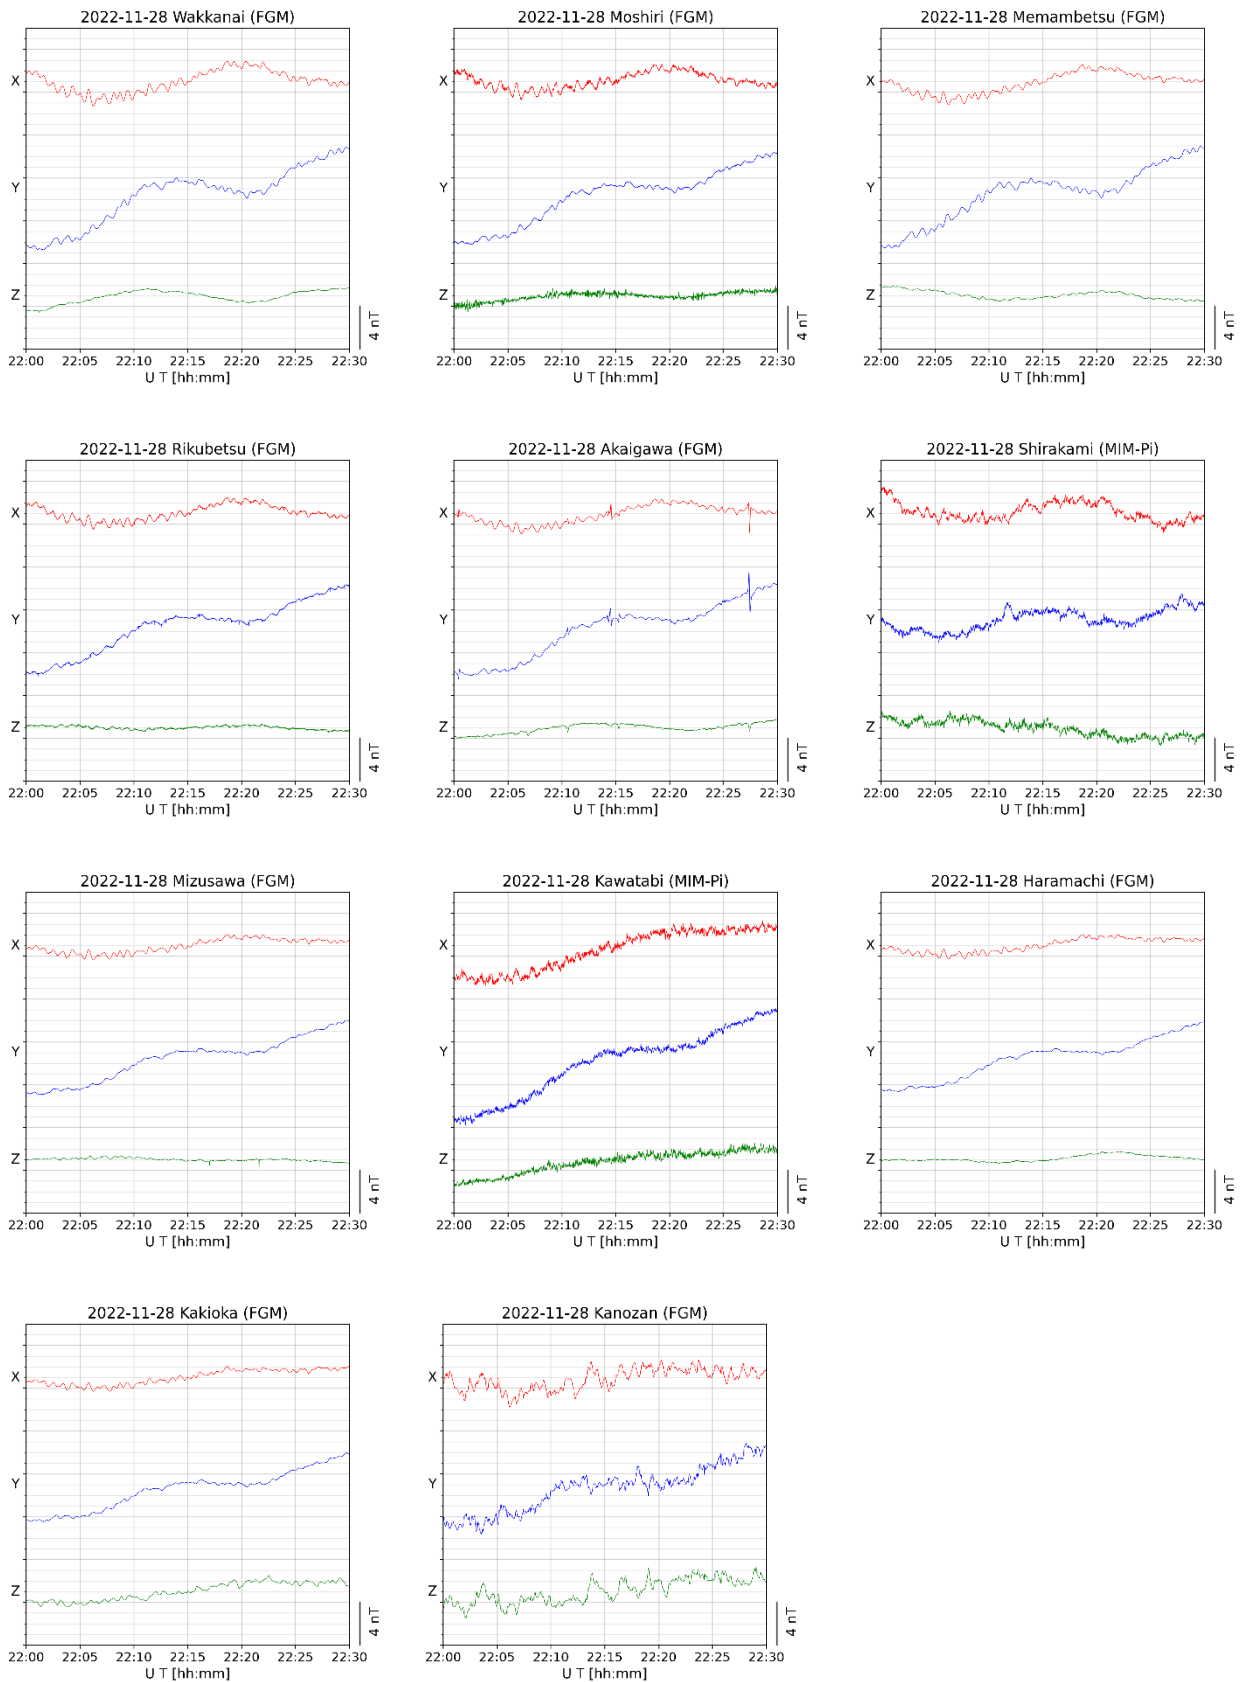 2022-11-28 Wakkanai (FGM)
X
Y
Z
4 nT
22:00 22:05 22:10 22:15 22:20 22:25 22:30
U T [hh:mm]
2022-11-28 Moshiri (FGM)
X
Y
Z
4 nT
22:00 22:05 22:10 22:15 22:20 22:25 22:30
U T [hh:mm]
2022-11-28 Memambetsu (FGM)
X
Y
Z
4 nT
22:00 22:05 22:10 22:15 22:20 22:25 22:30
U T [hh:mm]
2022-11-28 Rikubetsu (FGM)
X
Y
Z
4 nT
22:00 22:05 22:10 22:15 22:20 22:25 22:30
U T [hh:mm]
2022-11-28 Akaigawa (FGM)
X
Y
Z
4 nT
22:00 22:05 22:10 22:15 22:20 22:25 22:30
U T [hh:mm]
2022-11-28 Shirakami (MIM-Pi)
X
Y
Z
4 nT
22:00 22:05 22:10 22:15 22:20 22:25 22:30
U T [hh:mm]
2022-11-28 Mizusawa (FGM)
X
Y
Z
4 nT
22:00 22:05 22:10 22:15 22:20 22:25 22:30
U T [hh:mm]
2022-11-28 Kawatabi (MIM-Pi)
X
Y
Z
4 nT
22:00 22:05 22:10 22:15 22:20 22:25 22:30
U T [hh:mm]
2022-11-28 Haramachi (FGM)
X
Y
Z
4 nT
22:00 22:05 22:10 22:15 22:20 22:25 22:30
U T [hh:mm]
2022-11-28 Kakioka (FGM)
X
Y
Z
4 nT
22:00 22:05 22:10 22:15 22:20 22:25 22:30
U T [hh:mm]
2022-11-28 Kanozan (FGM)
X
Y
Z
4 nT
22:00 22:05 22:10 22:15 22:20 22:25 22:30
U T [hh:mm]